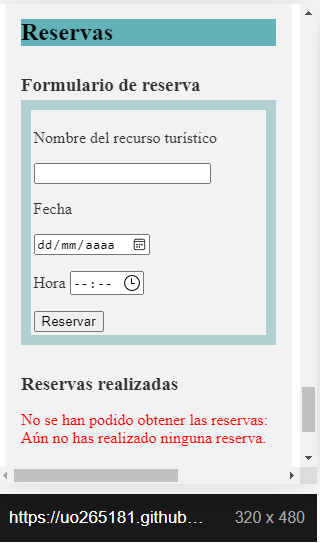 Reservas
Formulario de reserva
Nombre del recurso turístico
Fecha
dd/mm/aaaa
Hora --:--
Reservar
Reservas realizadas
No se han podido obtener las reservas:
Aún no has realizado ninguna reserva.
https://uo265181.github... 320 x 480